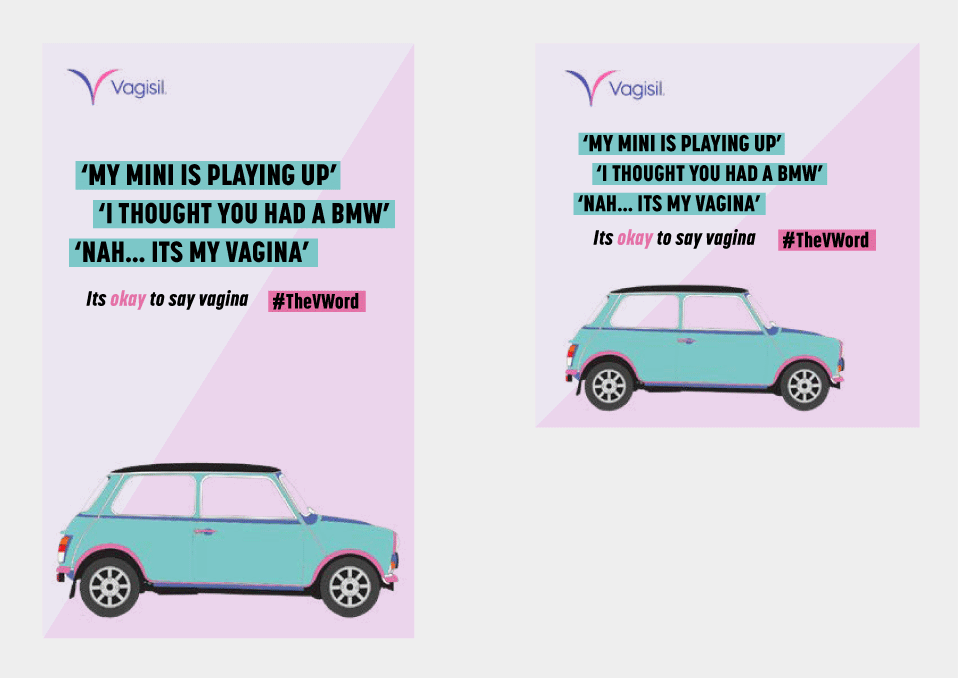 Vagisil.
‘MY MINI IS PLAYING UP’
‘I THOUGHT YOU HAD A BMW’
‘NAH... ITS MY VAGINA’
Its okay to say vagina #TheVWord
Vagisil.
‘MY MINI IS PLAYING UP’
‘I THOUGHT YOU HAD A BMW’
‘NAH... ITS MY VAGINA’
Its okay to say vagina #TheVWord